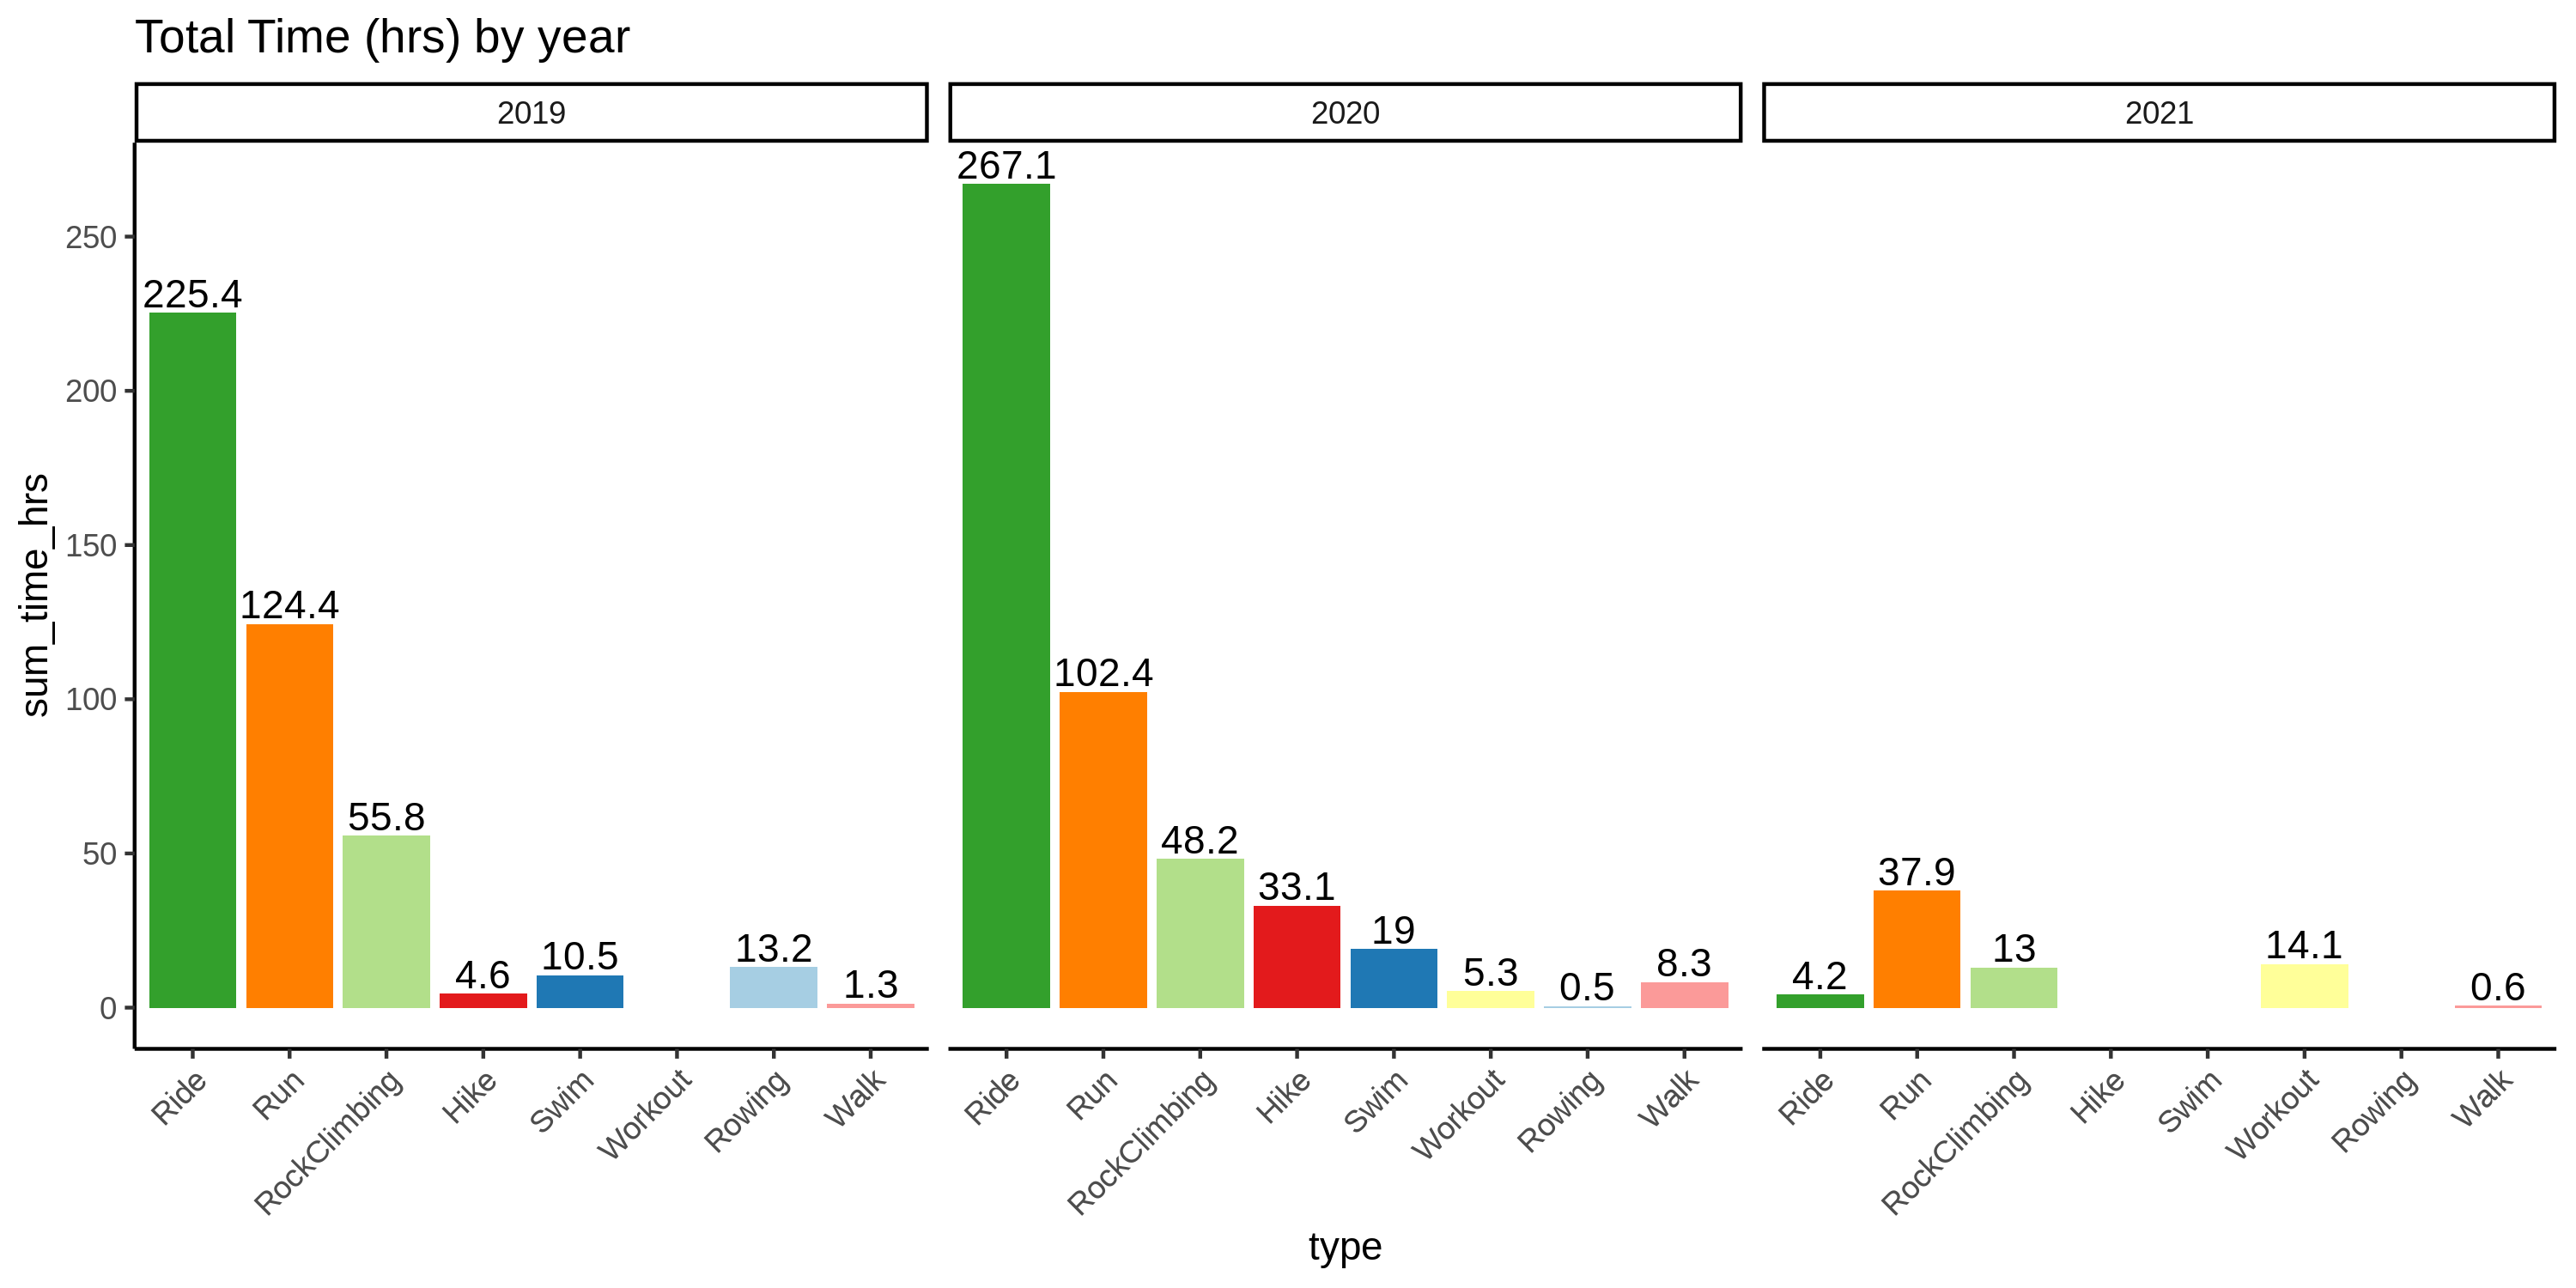 Total Time (hrs) by year
2019
2020
2021
sum_time_hrs
250
200
150
100
50
0
225.4
124.4
55.8
4.6
10.5
13.2
1.3
267.1
102.4
48.2
33.1
19
5.3
0.5
8.3
4.2
37.9
13
14.1
0.6
Ride
Run
RockClimbing
Hike
Swim
Workout
Rowing
Walk
Ride
Run
RockClimbing
Hike
Swim
Workout
Rowing
Walk
Ride
Run
RockClimbing
Hike
Swim
Workout
Rowing
Walk
type